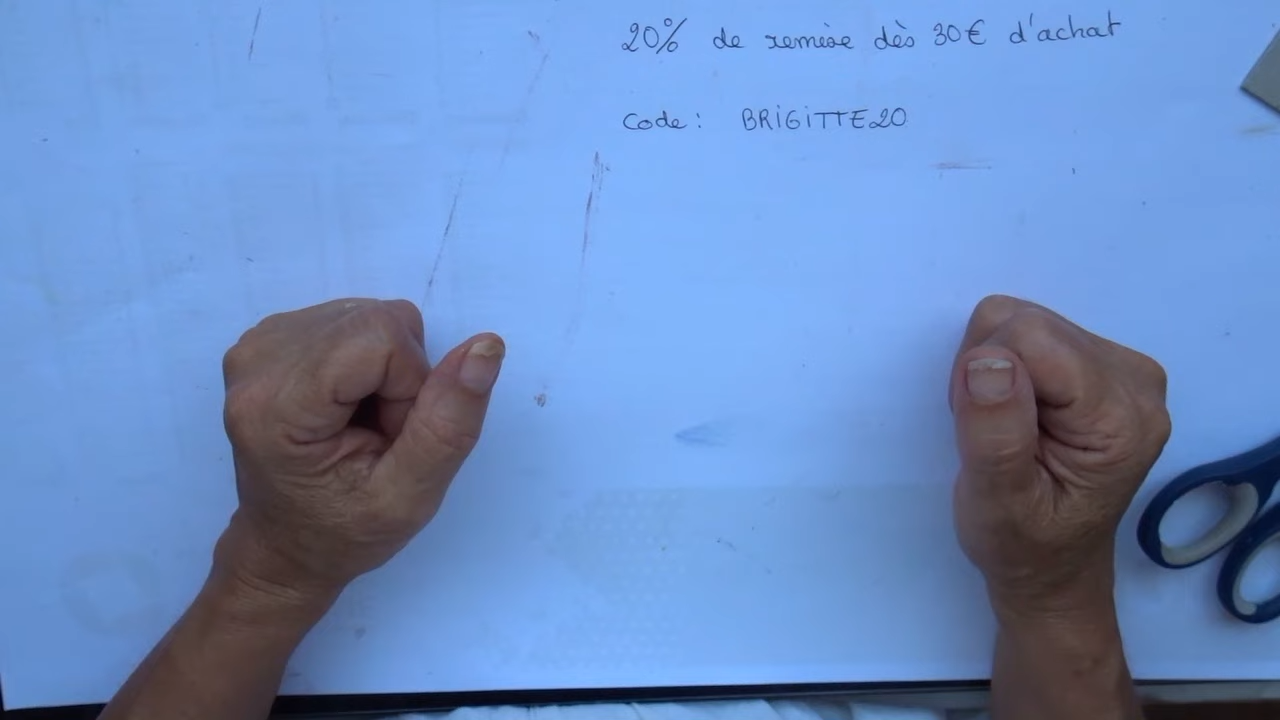 20% de remise dès 30€ d'achat
Code: BRIGITTE20